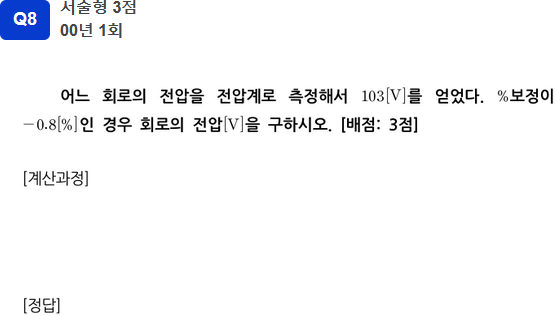 Q8
서술형 3점
00년 1회
어느 회로의 전압을 전압계로 측정해서 103[V]를 얻었다. %보정이
−0.8[%]인 경우 회로의 전압[V]을 구하시오. [배점: 3점]
[계산과정]
[정답]